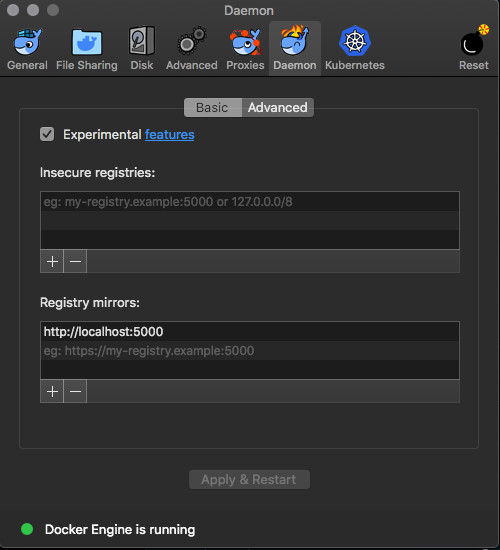 Daemon
General File Sharing Disk Advanced Proxies Daemon Kubernetes Reset
Basic Advanced
Experimental features
Insecure registries:
eg: my-registry.example:5000 or 127.0.0.0/8
+ −
Registry mirrors:
http://localhost:5000
eg: https://my-registry.example:5000
+ −
Apply & Restart
Docker Engine is running